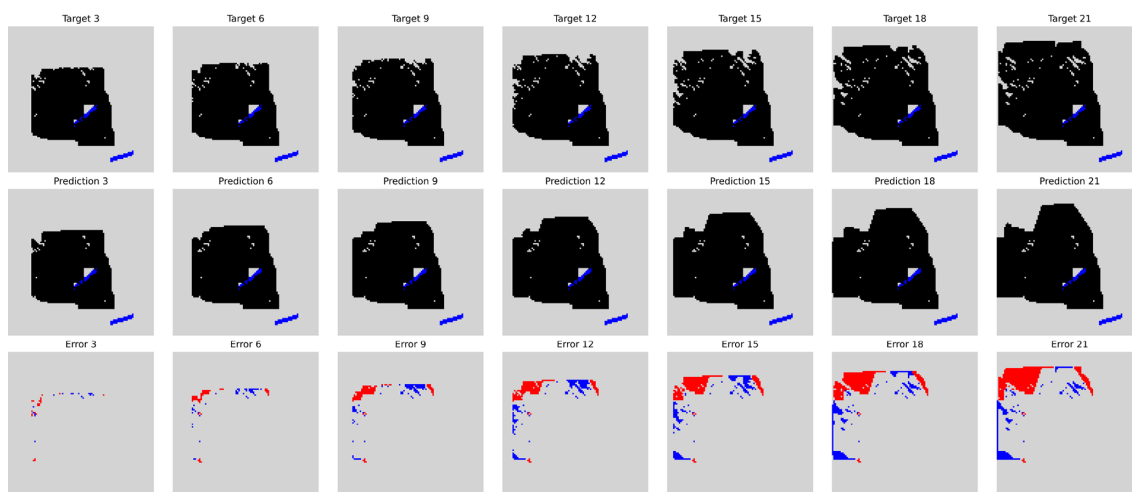 Target 3 Target 6 Target 9 Target 12 Target 15 Target 18 Target 21
Prediction 3 Prediction 6 Prediction 9 Prediction 12 Prediction 15 Prediction 18 Prediction 21
Error 3 Error 6 Error 9 Error 12 Error 15 Error 18 Error 21